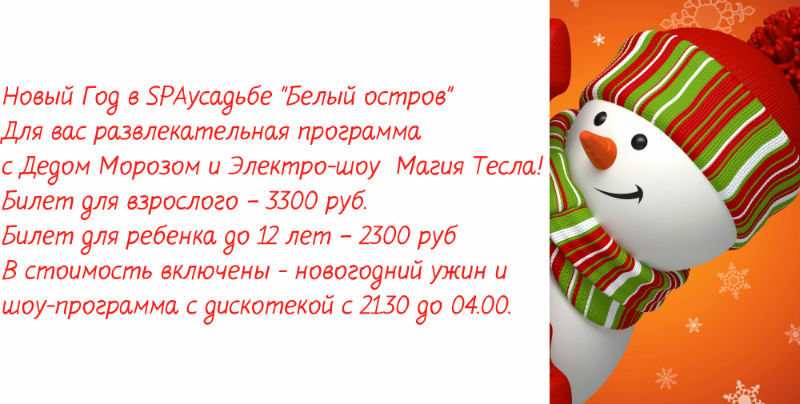 Новый Год в SPAусадьбе "Белый остров"
Для вас развлекательная программа
с Дедом Морозом и Электро-шоу Магия Тесла!
Билет для взрослого – 3300 руб.
Билет для ребенка до 12 лет – 2300 руб
В стоимость включены - новогодний ужин и
шоу-программа с дискотекой с 21.30 до 04.00.